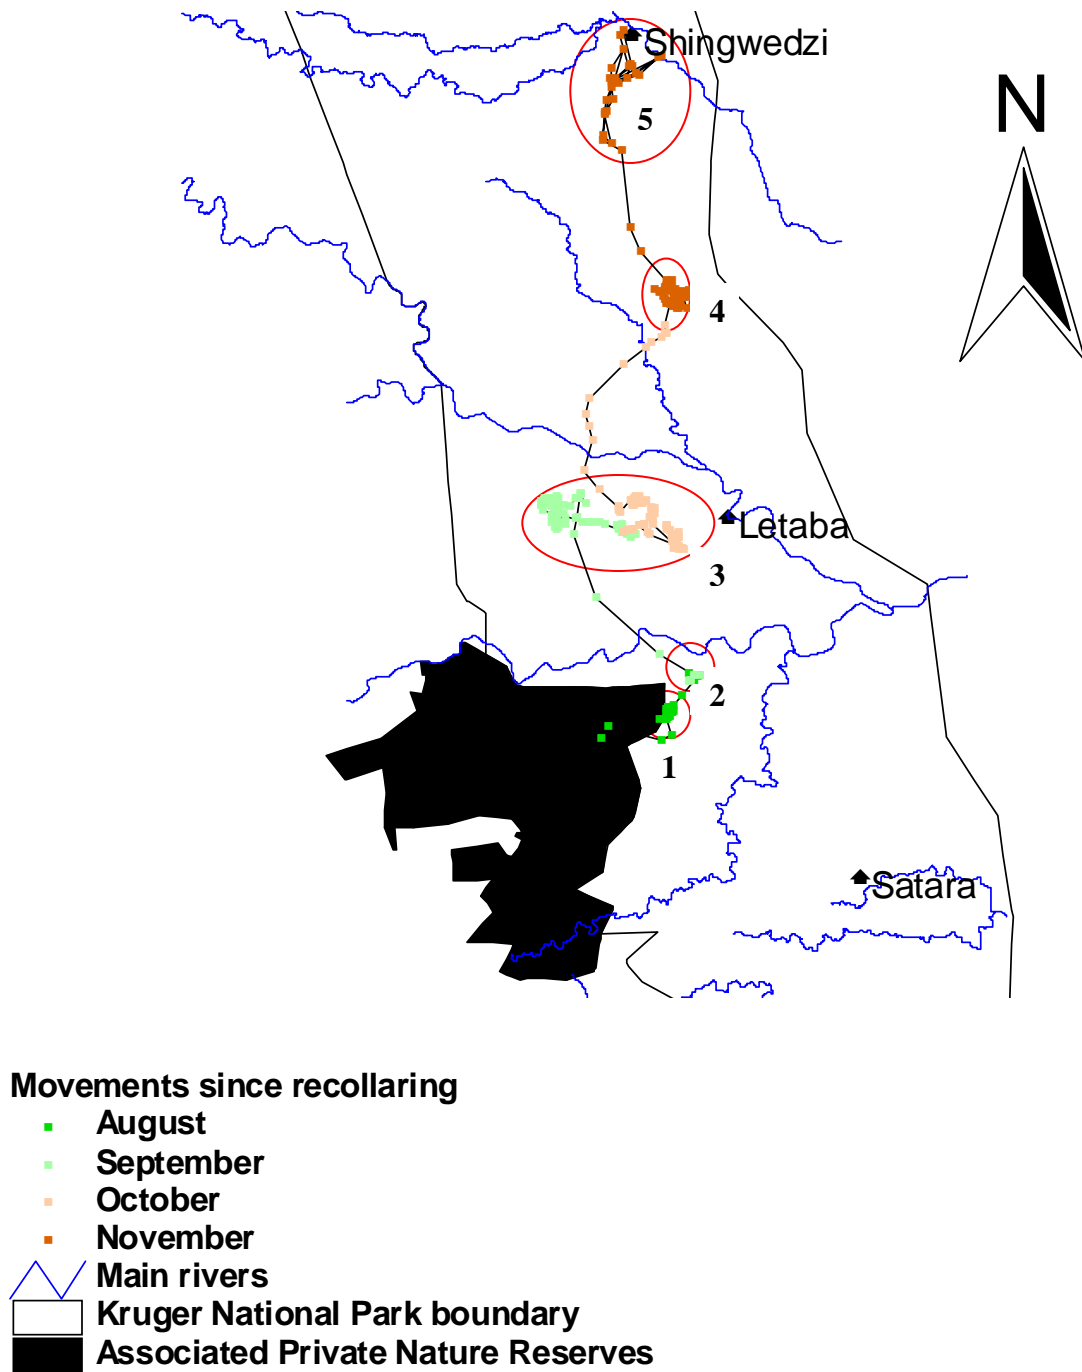 Shingwedzi
N
5
4
Letaba
3
2
1
Satara
Movements since recollaring
August
September
October
November
Main rivers
Kruger National Park boundary
Associated Private Nature Reserves